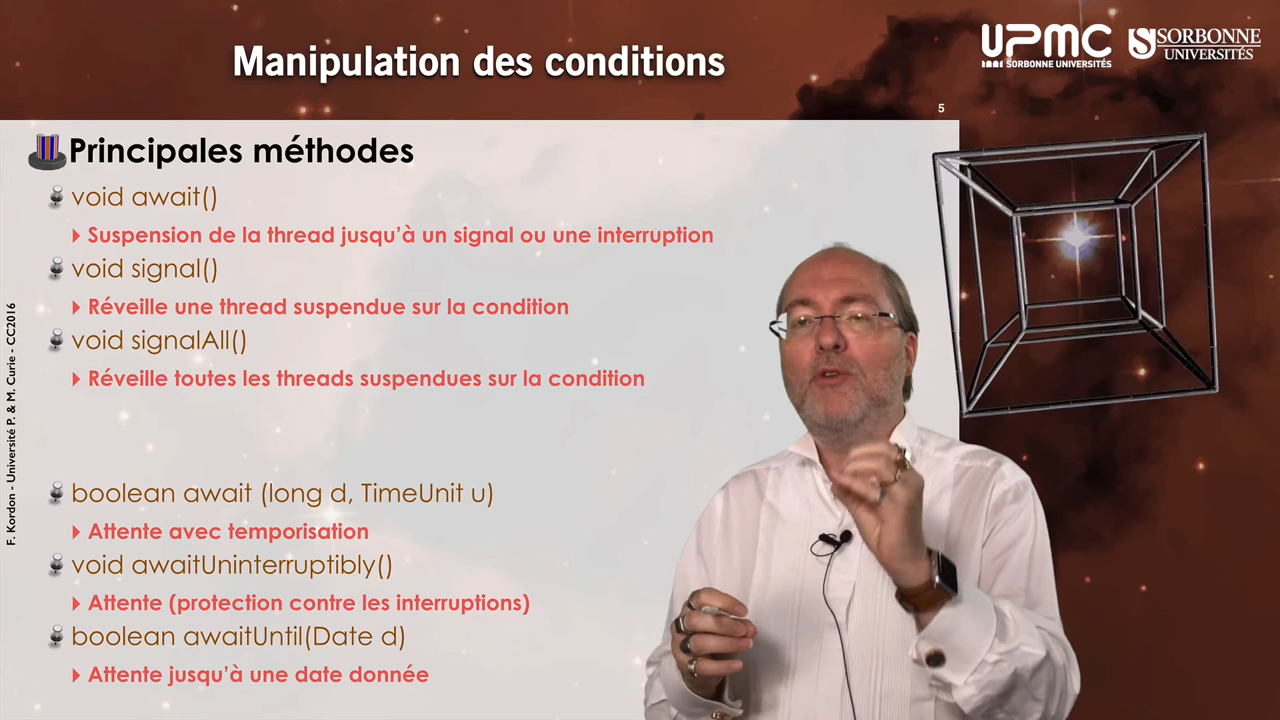 Manipulation des conditions
UPMC
SORBONNE UNIVERSITÉS
SORBONNE
UNIVERSITÉS
5
Principales méthodes
void await()
Suspension de la thread jusqu'à un signal ou une interruption
void signal()
Réveille une thread suspendue sur la condition
void signalAll()
Réveille toutes les threads suspendues sur la condition
boolean await (long d, TimeUnit u)
Attente avec temporisation
void awaitUninterruptibly()
Attente (protection contre les interruptions)
boolean awaitUntil(Date d)
Attente jusqu'à une date donnée
F. Kordon - Université P. & M. Curie - CC2016